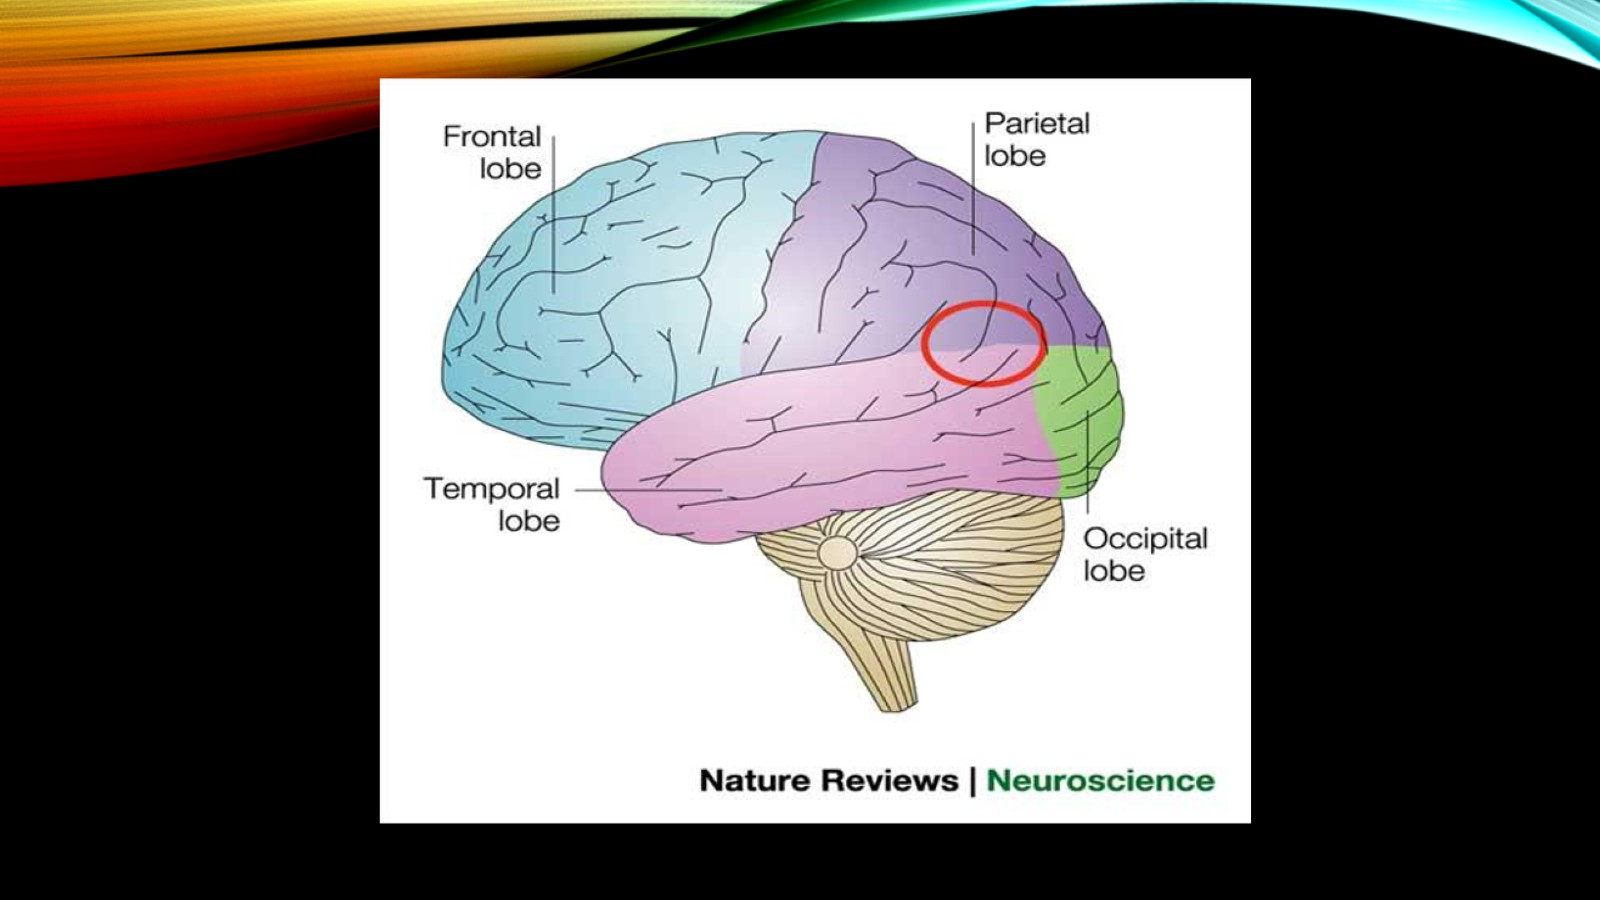 Frontal
lobe
Parietal
lobe
Temporal
lobe
Occipital
lobe
Nature Reviews | Neuroscience